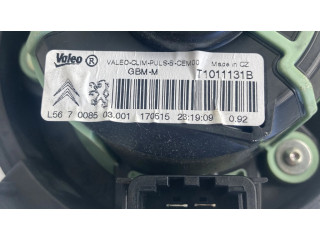 Valeo
VALEO-CLIM-PULS-B-CEM00
Made in CZ
GBM-M
T1011131B
L56 7 0085 03.001 170515 23:19:09 0.92